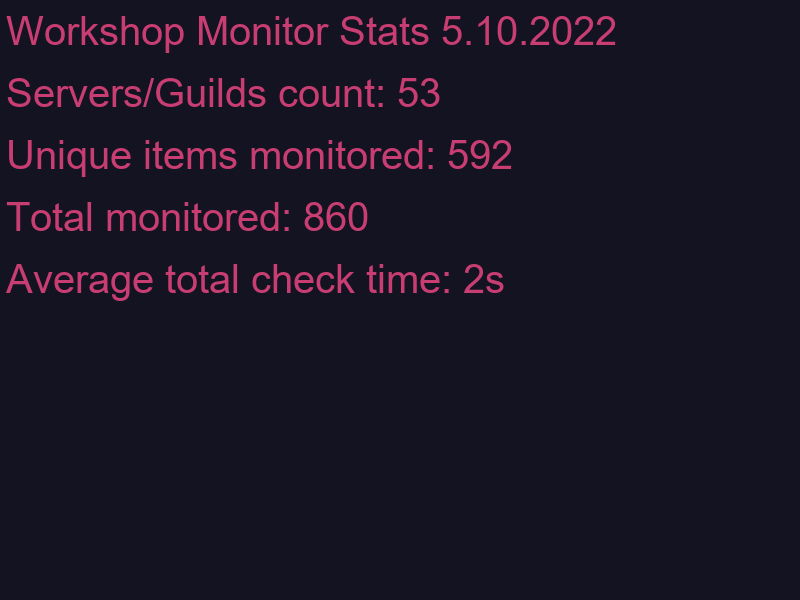 Workshop Monitor Stats 5.10.2022
Servers/Guilds count: 53
Unique items monitored: 592
Total monitored: 860
Average total check time: 2s